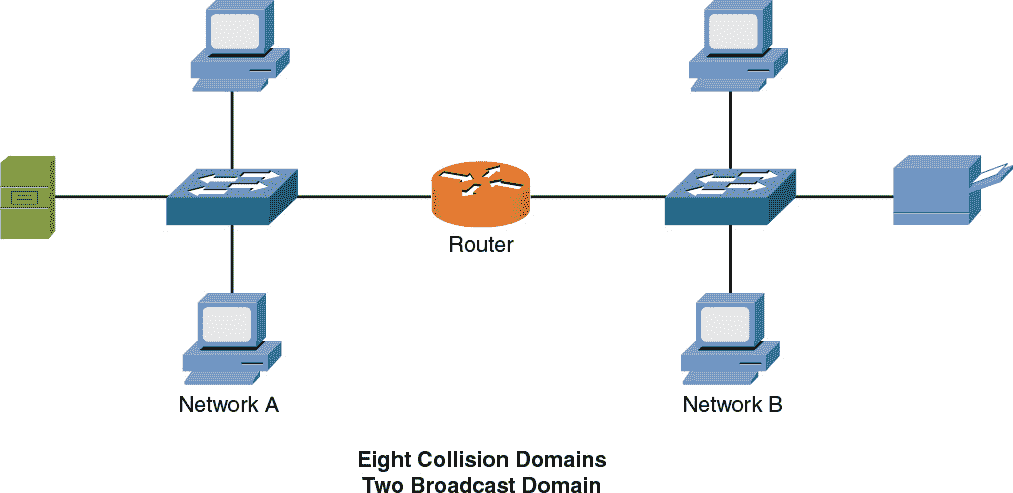 Router
Network A
Network B
Eight Collision Domains
Two Broadcast Domain